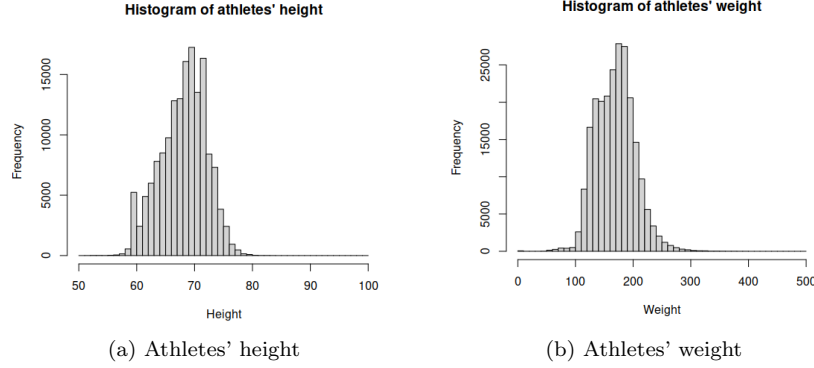 Histogram of athletes' height
Frequency
0
5000
10000
15000
50
60
70
80
90
100
Height
(a) Athletes' height
Histogram of athletes' weight
Frequency
0
5000
15000
25000
0
100
200
300
400
500
Weight
(b) Athletes' weight